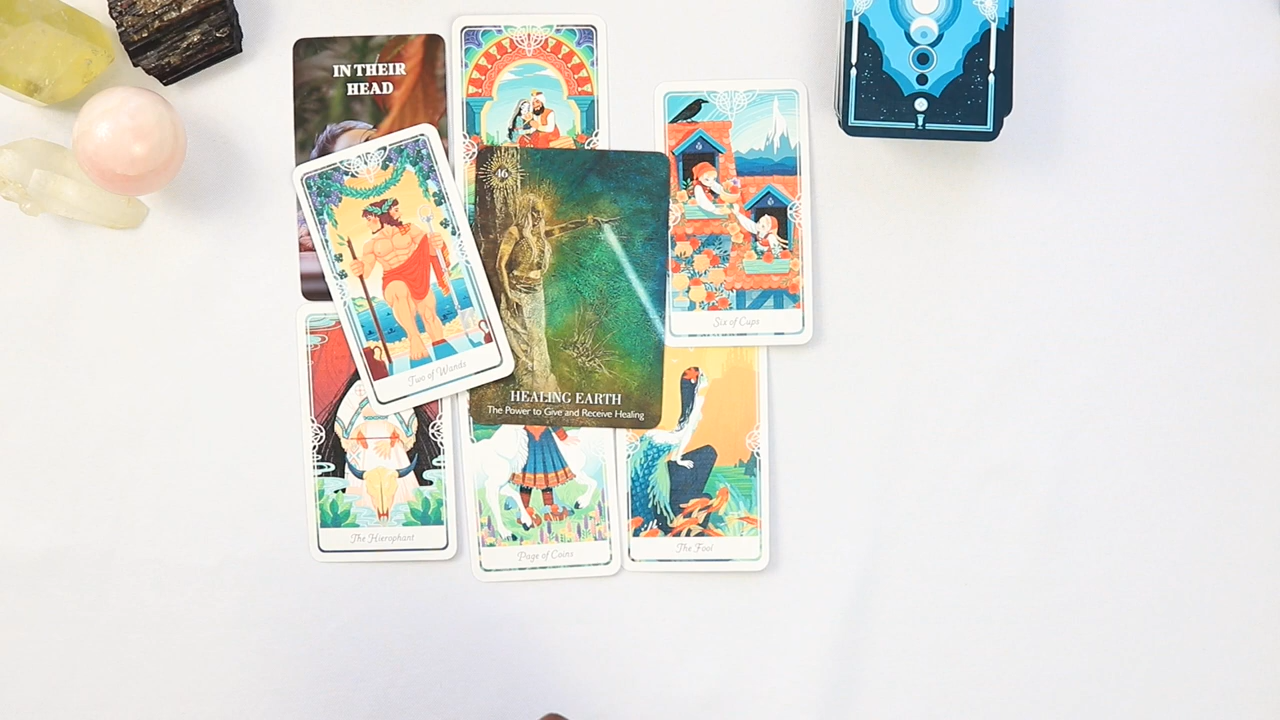 IN THEIR
HEAD
46
Six of Cups
Two of Wands
HEALING EARTH
The Power to Give and Receive Healing
The Hierophant
Page of Coins
The Fool